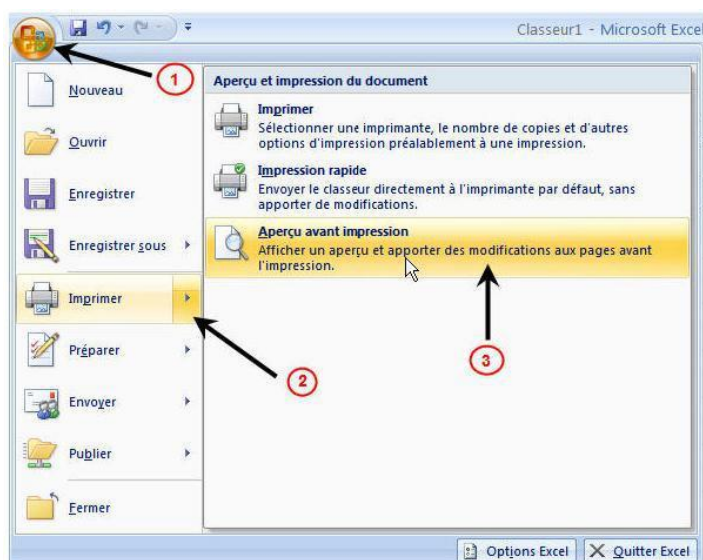 Classeur1 - Microsoft Exce
1
Nouveau
Ouvrir
Enregistrer
Enregistrer sous
Imprimer
Préparer
Envoyer
Publier
Fermer
Aperçu et impression du document
Imprimer
Sélectionner une imprimante, le nombre de copies et d'autres
options d'impression préalablement à une impression.
Impression rapide
Envoyer le classeur directement à l'imprimante par défaut, sans
apporter de modifications.
Aperçu avant impression
Afficher un aperçu et apporter des modifications aux pages avant
l'impression.
2
3
Options Excel
Quitter Excel